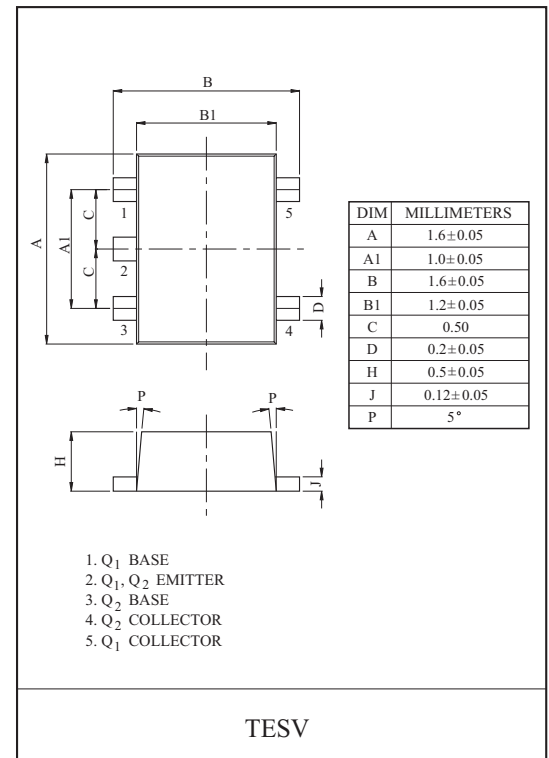 B
B1
1
5
C
A
A1
2
C
D
3
4
DIM MILLIMETERS
A 1.6±0.05
A1 1.0±0.05
B 1.6±0.05
B1 1.2±0.05
C 0.50
D 0.2±0.05
H 0.5±0.05
J 0.12±0.05
P 5°
P
P
H
J
1. Q1 BASE
2. Q1, Q2 EMITTER
3. Q2 BASE
4. Q2 COLLECTOR
5. Q1 COLLECTOR
TESV